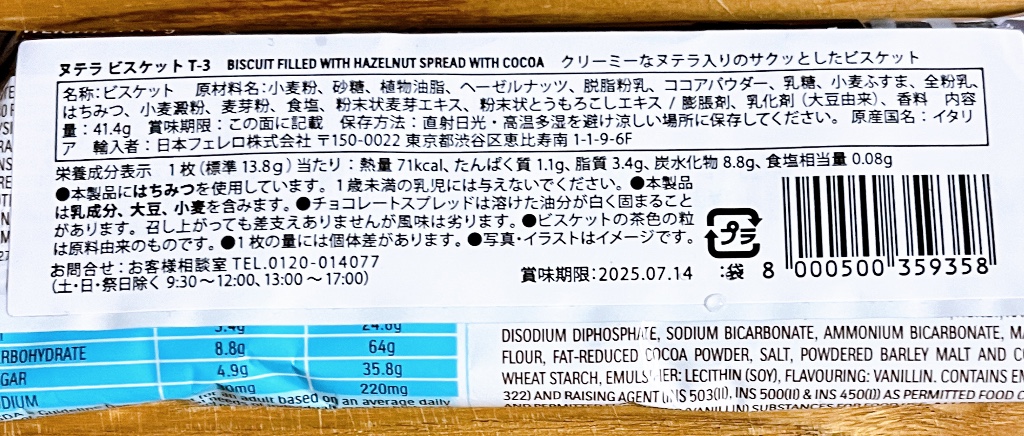 ヌテラ ビスケット T-3 BISCUIT FILLED WITH HAZELNUT SPREAD WITH COCOA クリーミーなヌテラ入りのサクッとしたビスケット
名称:ビスケット 原材料名:小麦粉、砂糖、植物油脂、ヘーゼルナッツ、脱脂粉乳、ココアパウダー、乳糖、小麦ふすま、全粉乳、
はちみつ、小麦澱粉、麦芽粉、食塩、粉末状麦芽エキス、粉末状とうもろこしエキス / 膨脹剤、乳化剤(大豆由来)、香料 内容
量:41.4g 賞味期限:この面に記載 保存方法:直射日光・高温多湿を避け涼しい場所に保存してください。 原産国名:イタリ
ア 輸入者:日本フェレロ株式会社 〒150-0022 東京都渋谷区恵比寿南 1-1-9-6F
栄養成分表示 1枚(標準 13.8g)当たり:熱量 71kcal、たんぱく質 1.1g、脂質 3.4g、炭水化物 8.8g、食塩相当量 0.08g
●本製品にはちみつを使用しています。1歳未満の乳児には与えないでください。●本製品
は乳成分、大豆、小麦を含みます。●チョコレートスプレッドは溶けた油分が白く固まること
があります。召し上がっても差支えありませんが風味は劣ります。●ビスケットの茶色の粒
は原料由来のものです。●1枚の量には個体差があります。●写真・イラストはイメージです。
お問合せ:お客様相談室 TEL.0120-014077
(土・日・祭日除く 9:30〜12:00、13:00〜17:00)
賞味期限:2025.07.14
プラ
:袋
8 000500 359358
3.4g 24.6g
RBOHYDRATE 8.8g 64g
GAR 4.9g 35.8g
DIUM 30mg 220mg
adult based on an average daily
DISODIUM DIPHOSPHATE, SODIUM BICARBONATE, AMMONIUM BICARBONATE,
FLOUR, FAT-REDUCED COCOA POWDER, SALT, POWDERED BARLEY MALT AND
WHEAT STARCH, EMULSIFIER: LECITHIN (SOY), FLAVOURING: VANILLIN. CONTAINS
322) AND RAISING AGENT (INS 503(II), INS 500(II) & INS 450(I)) AS PERMITTED FOOD